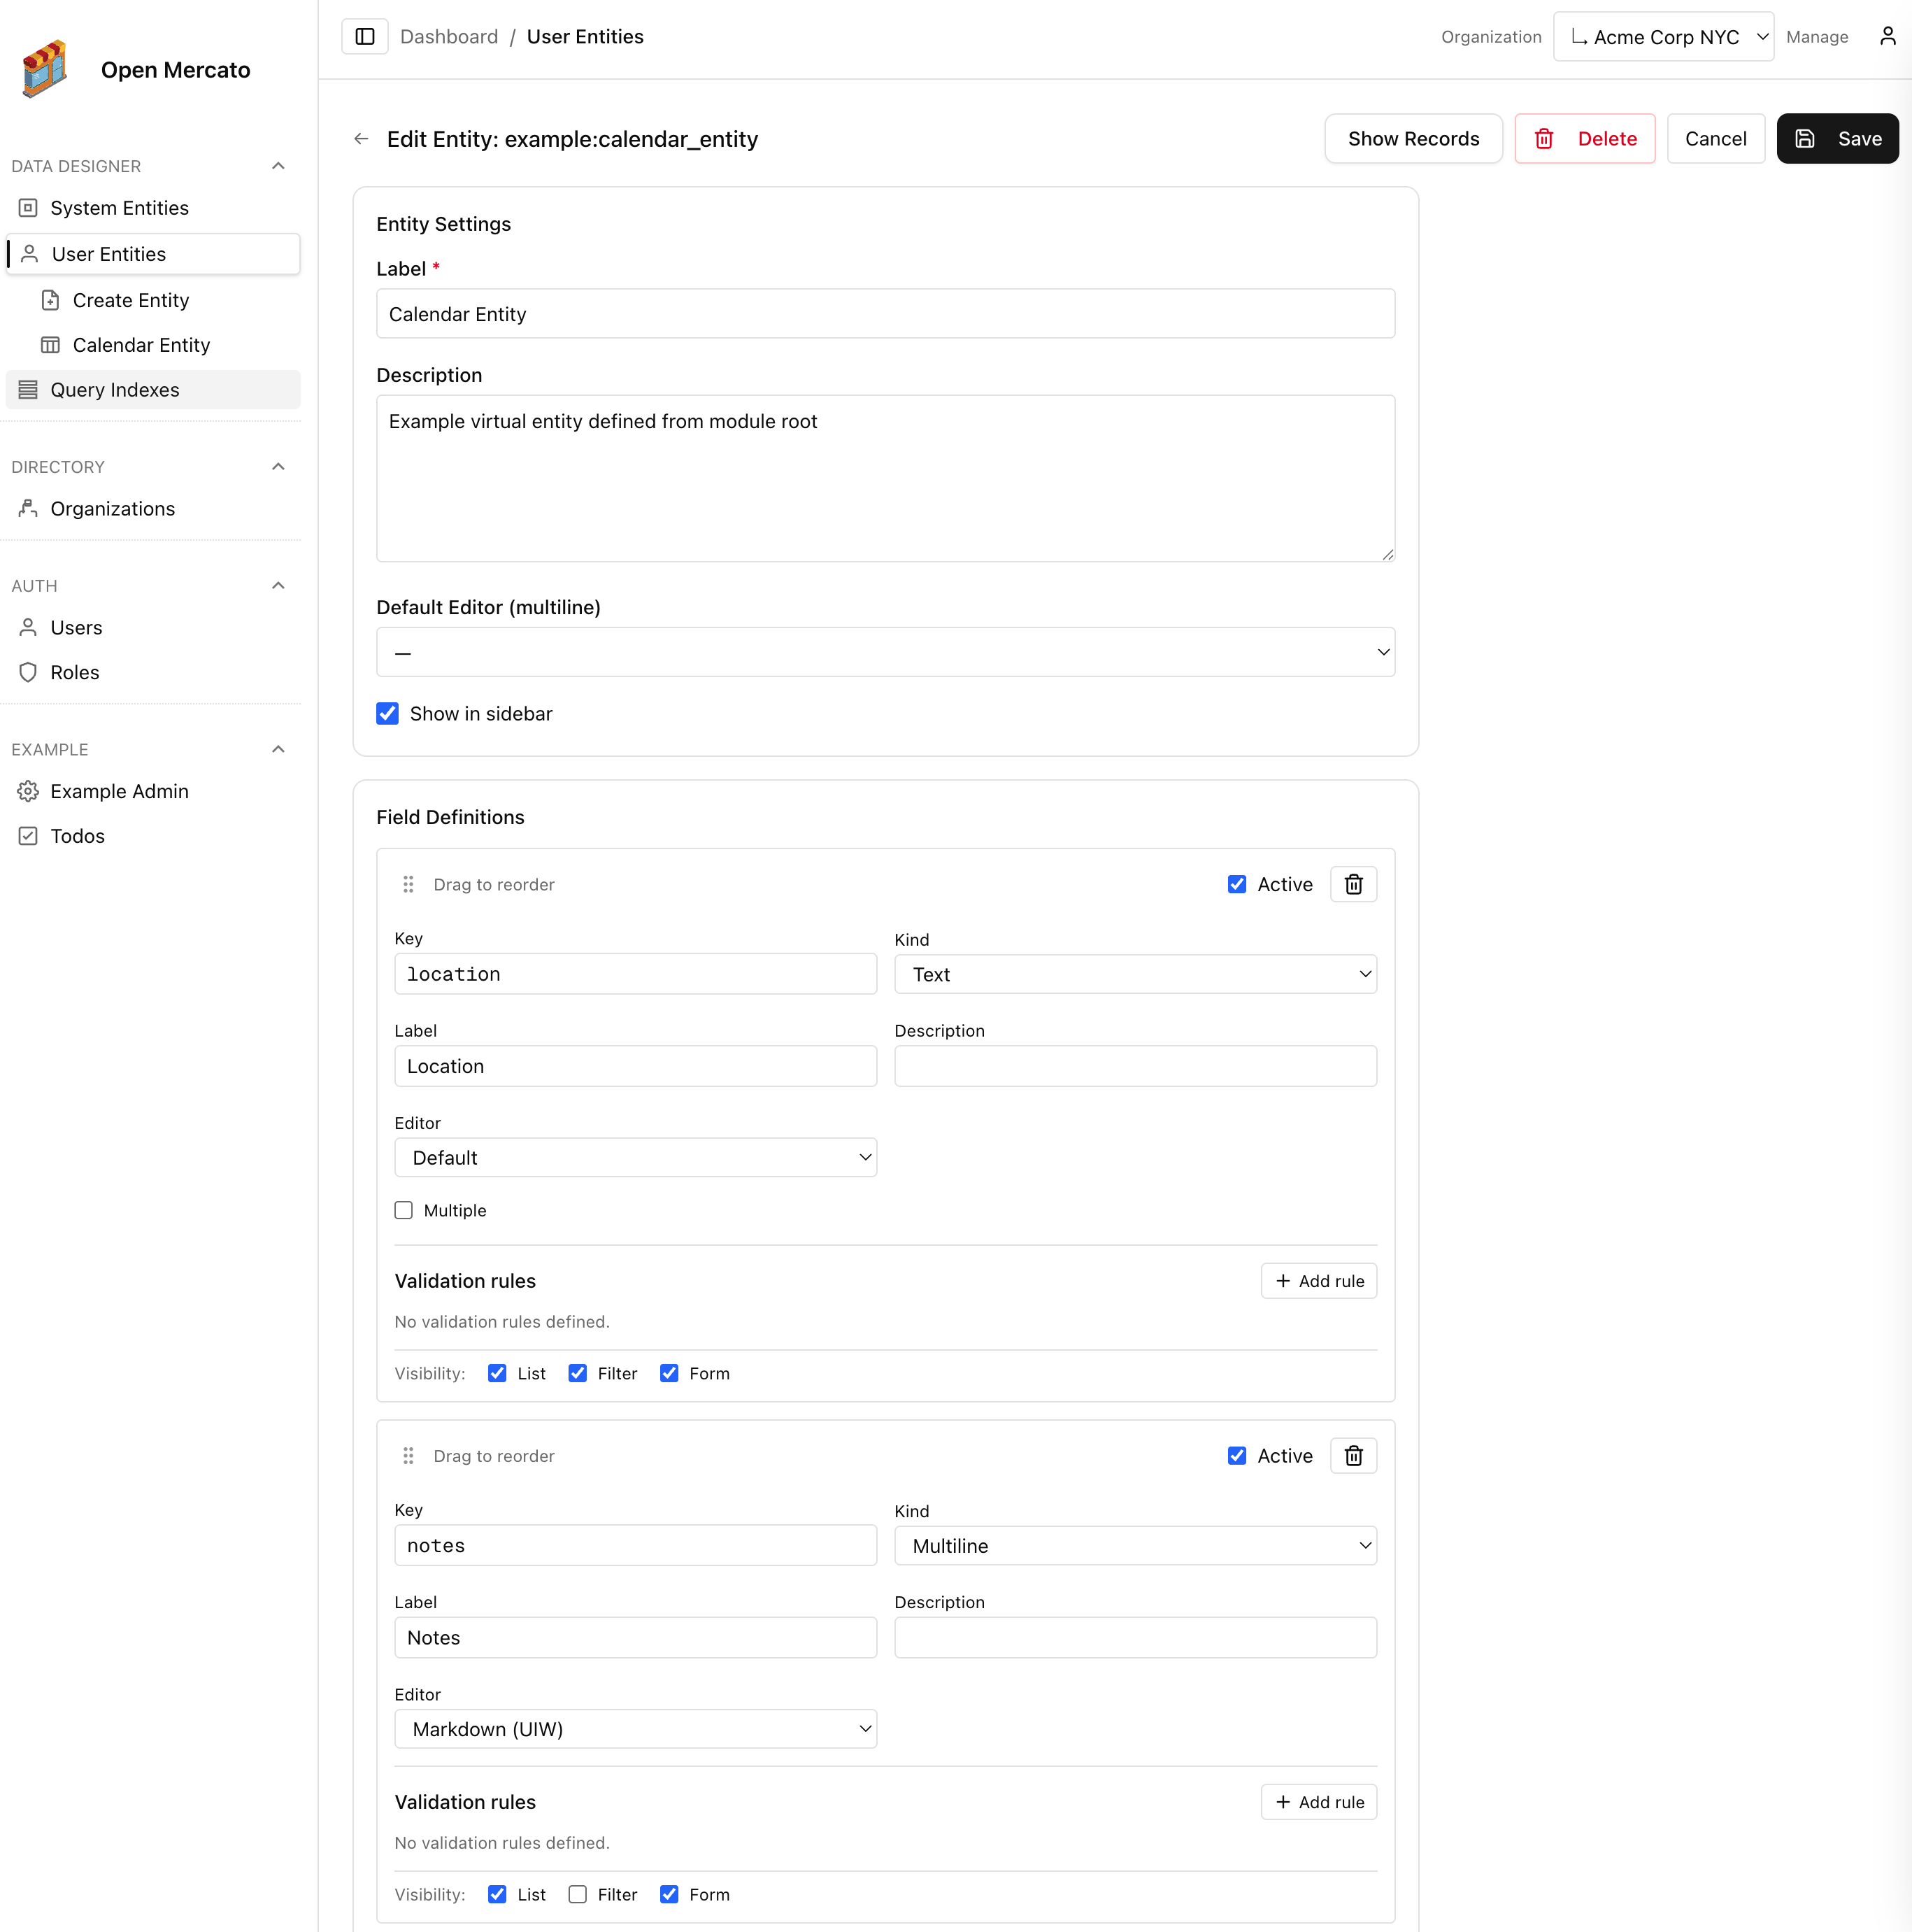 Open Mercato
DATA DESIGNER
System Entities
User Entities
Create Entity
Calendar Entity
Query Indexes
DIRECTORY
Organizations
AUTH
Users
Roles
EXAMPLE
Example Admin
Todos
Dashboard / User Entities
Organization
Acme Corp NYC
Manage
Edit Entity: example:calendar_entity
Show Records
Delete
Cancel
Save
Entity Settings
Label *
Calendar Entity
Description
Example virtual entity defined from module root
Default Editor (multiline)
—
Show in sidebar
Field Definitions
Drag to reorder
Active
Key
Kind
location
Text
Label
Description
Location
Editor
Default
Multiple
Validation rules
+ Add rule
No validation rules defined.
Visibility: List Filter Form
Drag to reorder
Active
Key
Kind
notes
Multiline
Label
Description
Notes
Editor
Markdown (UIW)
Validation rules
+ Add rule
No validation rules defined.
Visibility: List Filter Form